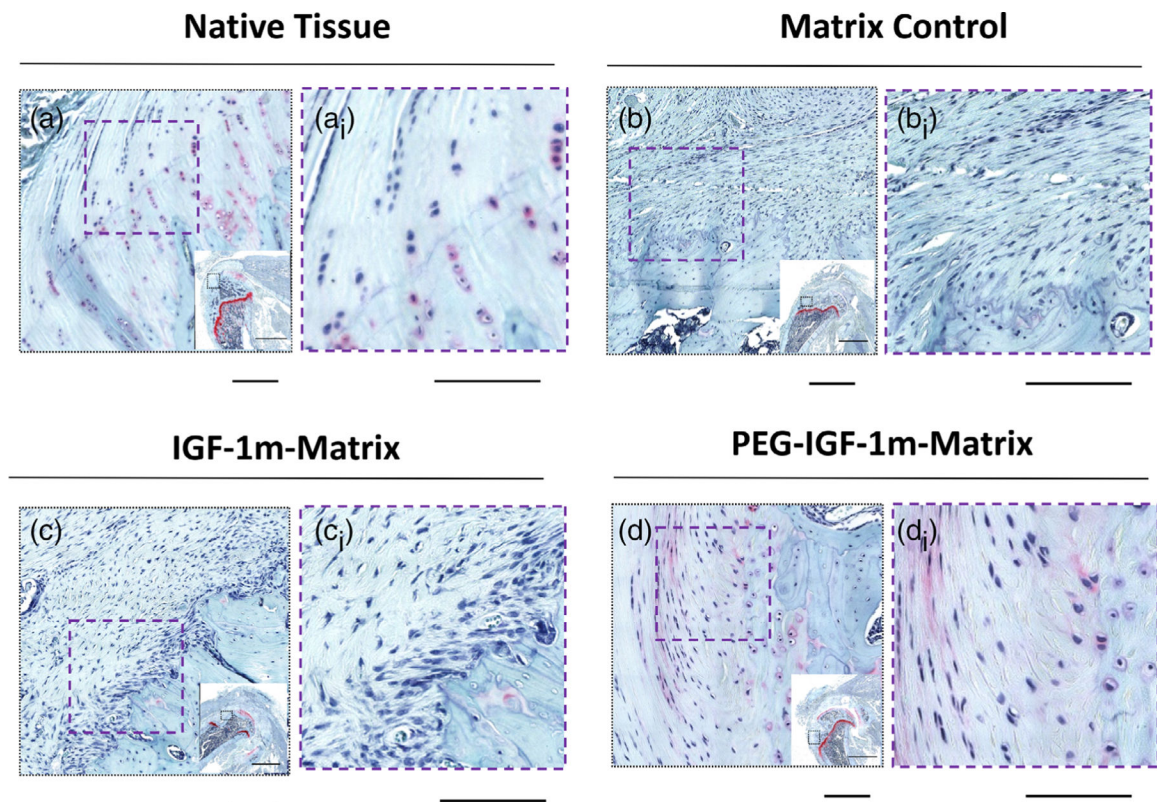 Native Tissue
Matrix Control
(a)
(ai)
(b)
(bi)
IGF-1m-Matrix
PEG-IGF-1m-Matrix
(c)
(ci)
(d)
(di)